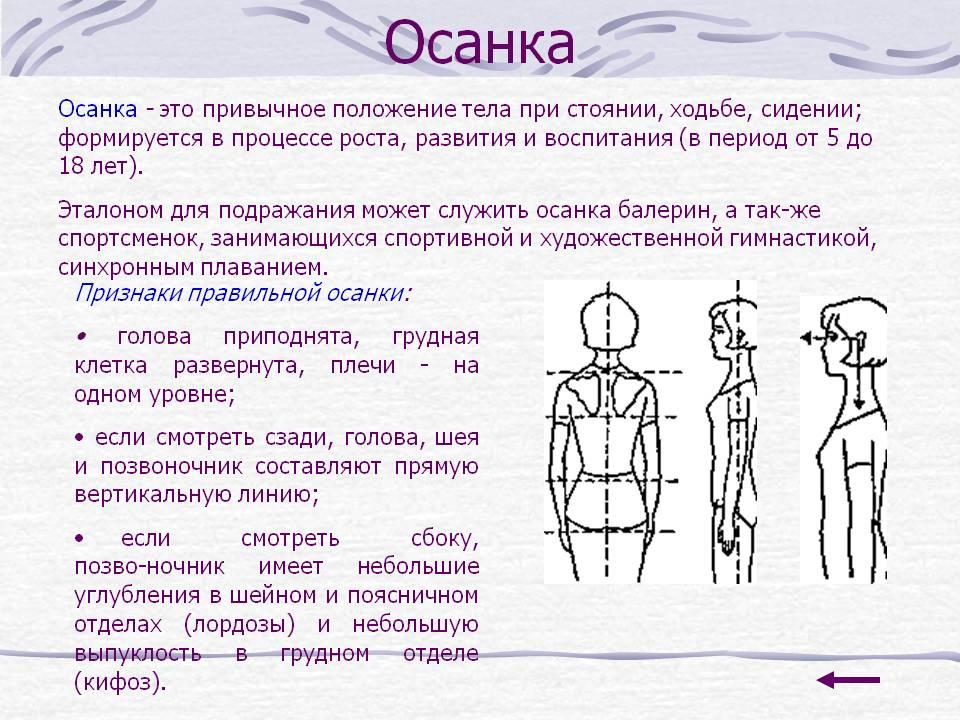 Осанка
Осанка - это привычное положение тела при стоянии, ходьбе, сидении;
формируется в процессе роста, развития и воспитания (в период от 5 до
18 лет).
Эталоном для подражания может служить осанка балерин, а так-же
спортсменок, занимающихся спортивной и художественной гимнастикой,
синхронным плаванием.
Признаки правильной осанки:
• голова приподнята, грудная
клетка развернута, плечи - на
одном уровне;
• если смотреть сзади, голова, шея
и позвоночник составляют прямую
вертикальную линию;
• если смотреть сбоку,
позво-ночник имеет небольшие
углубления в шейном и поясничном
отделах (лордозы) и небольшую
выпуклость в грудном отделе
(кифоз).